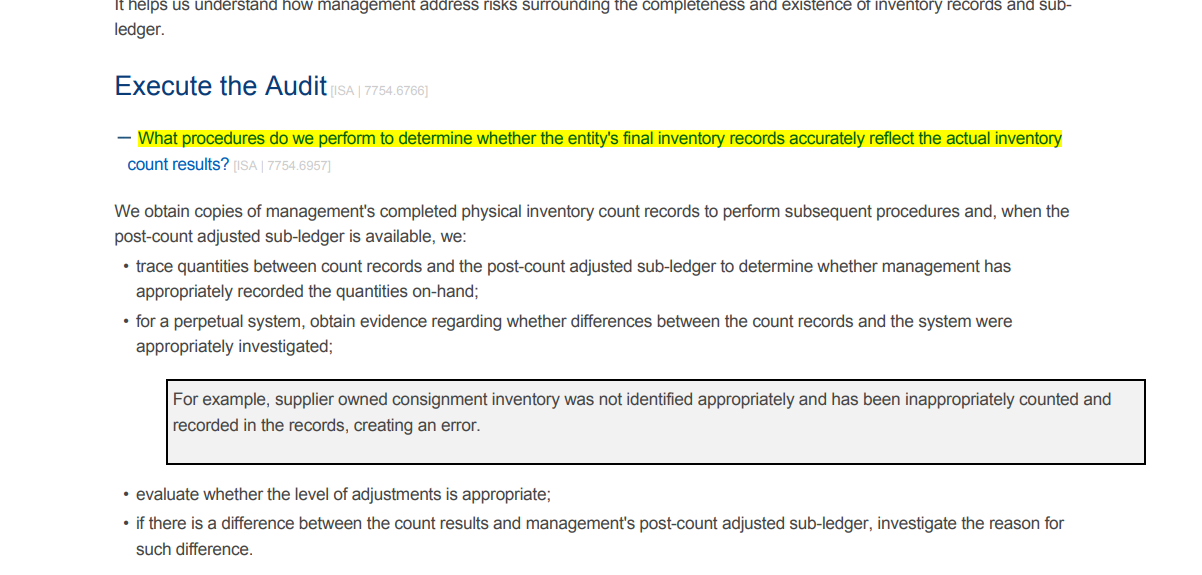 It helps us understand how management address risks surrounding the completeness and existence of inventory records and sub-
ledger.
Execute the Audit [ISA | 7754.6766]
– What procedures do we perform to determine whether the entity's final inventory records accurately reflect the actual inventory
count results? [ISA | 7754.6957]
We obtain copies of management's completed physical inventory count records to perform subsequent procedures and, when the
post-count adjusted sub-ledger is available, we:
• trace quantities between count records and the post-count adjusted sub-ledger to determine whether management has
appropriately recorded the quantities on-hand;
• for a perpetual system, obtain evidence regarding whether differences between the count records and the system were
appropriately investigated;
For example, supplier owned consignment inventory was not identified appropriately and has been inappropriately counted and
recorded in the records, creating an error.
• evaluate whether the level of adjustments is appropriate;
• if there is a difference between the count results and management's post-count adjusted sub-ledger, investigate the reason for
such difference.